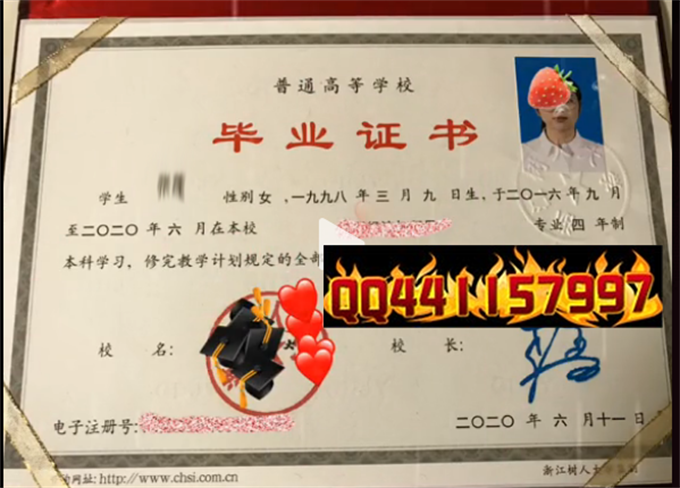 普通高等学校
毕业证书
学生 性别 女 ，一九九八 年 三 月 九 日生，于二〇一六年 九 月
至二〇二〇 年 六 月在本校 专业 四 年制
本科学习，修完教学计划规定的全部
QQ441157997
校 名： 校 长：
电子注册号： 二〇二〇 年 六 月十一日
网址：http://www.chsi.com.cn 浙江树人